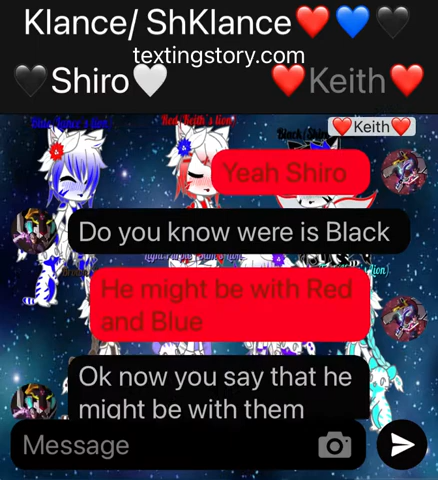 Klance/ ShKlance❤️💙🖤
textingstory.com
🖤Shiro🤍 ❤️Keith❤️
❤️Keith❤️
Yeah Shiro
Do you know were is Black
He might be with Red
and Blue
Ok now you say that he
might be with them
Message